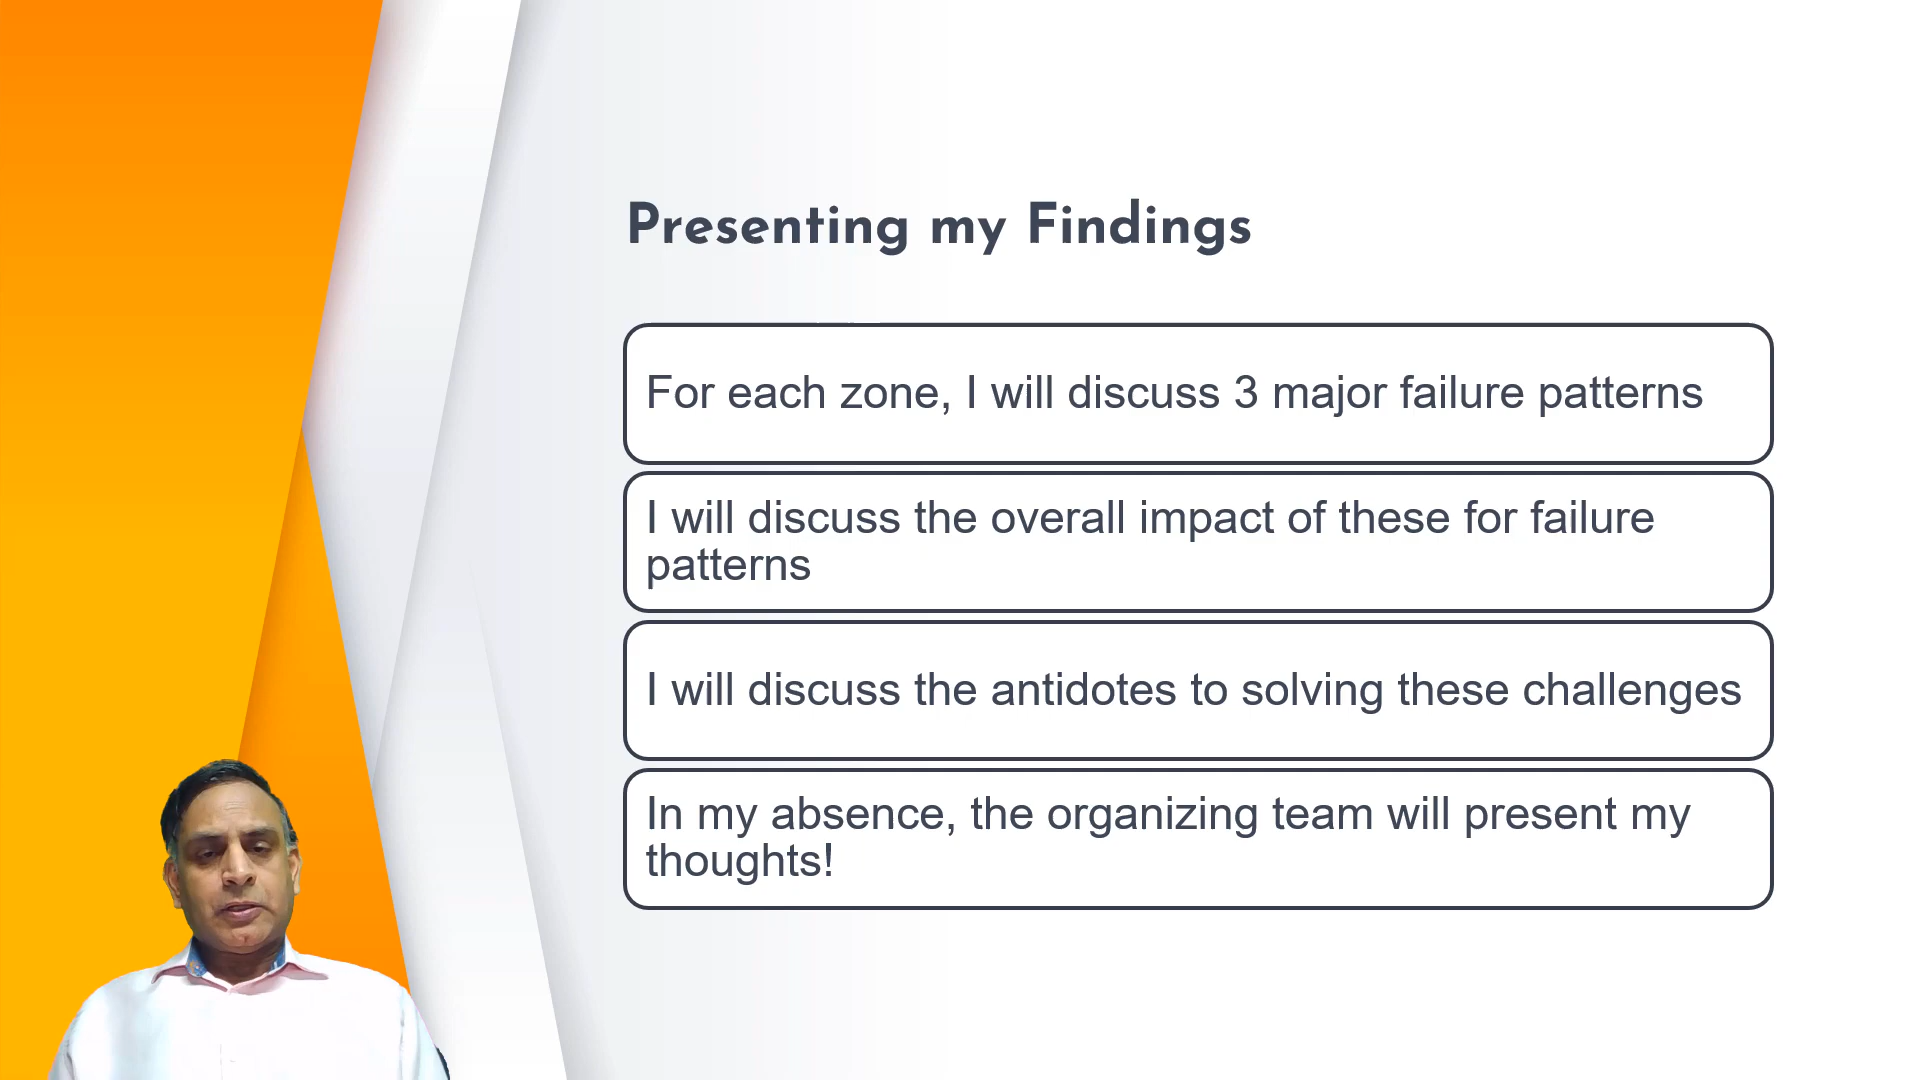 Presenting my Findings
For each zone, I will discuss 3 major failure patterns
I will discuss the overall impact of these for failure
patterns
I will discuss the antidotes to solving these challenges
In my absence, the organizing team will present my
thoughts!